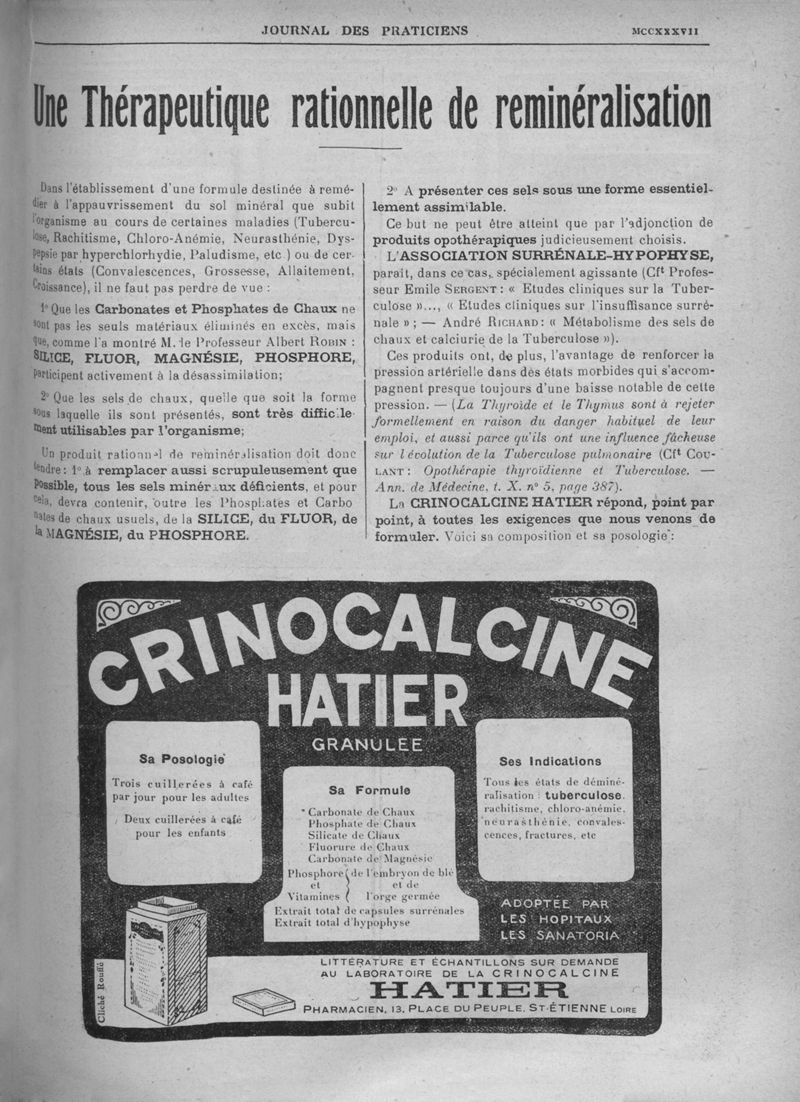 JOURNAL DES PRATICIENS
MCCXXXVII
Une Thérapeutique rationnelle de reminéralisation
Dans l'établissement d'une formule destinée à remé-
dier à l'appauvrissement du sol minéral que subit
l'organisme au cours de certaines maladies (Tubercu-
lose, Rachitisme, Chloro-Anémie, Neurasthénie, Dys-
pepsie par hyperchlorhydie, Paludisme, etc.) ou de cer-
tains états (Convalescences, Grossesse, Allaitement,
Croissance), il ne faut pas perdre de vue :
1° Que les Carbonates et Phosphates de Chaux ne
sont pas les seuls matériaux éliminés en excès, mais
que, comme l'a montré M. le Professeur Albert ROBIN :
SILICE, FLUOR, MAGNÉSIE, PHOSPHORE,
participent activement à la désassimilation;
2° Que les sels de chaux, quelle que soit la forme
sous laquelle ils sont présentés, sont très difficile-
ment utilisables par l'organisme;
Un produit rationnel de reminéralisation doit donc
tendre : 1° à remplacer aussi scrupuleusement que
possible, tous les sels minéraux déficients, et pour
cela, devra contenir, outre les Phosphates et Carbo
nates de chaux usuels, de la SILICE, du FLUOR, de
la MAGNÉSIE, du PHOSPHORE.
2° A présenter ces sels sous une forme essentiel-
lement assimilable.
Ce but ne peut être atteint que par l'adjonction de
produits opothérapiques judicieusement choisis.
L'ASSOCIATION SURRÉNALE-HYPOPHYSE,
paraît, dans ce cas, spécialement agissante (Cft Profes-
seur Emile SERGENT : « Etudes cliniques sur la Tuber-
culose »..., « Etudes cliniques sur l'insuffisance surré-
nale » ; — André RICHARD : « Métabolisme des sels de
chaux et calciurie de la Tuberculose »).
Ces produits ont, de plus, l'avantage de renforcer la
pression artérielle dans des états morbides qui s'accom-
pagnent presque toujours d'une baisse notable de cette
pression. — (La Thyroïde et le Thymus sont à rejeter
formellement en raison du danger habituel de leur
emploi, et aussi parce qu'ils ont une influence fâcheuse
sur l'évolution de la Tuberculose pulmonaire (Cft COU-
LANT : Opothérapie thyroïdienne et Tuberculose. —
Ann. de Médecine, t. X. n° 5, page 387).
La CRINOCALCINE HATIER répond, point par
point, à toutes les exigences que nous venons de
formuler. Voici sa composition et sa posologie :
CRINOCALCINE
HATIER
GRANULÉE
Sa Posologie
Trois cuillerées à café
par jour pour les adultes
Deux cuillerées à café
pour les enfants
Sa Formule
Carbonate de Chaux
Phosphate de Chaux
Silicate de Chaux
Fluorure de Chaux
Carbonate de Magnésie
Phosphore ( de l'embryon de blé
et ) et de
Vitamines ( l'orge germée
Extrait total de capsules surrénales
Extrait total d'hypophyse
Ses Indications
Tous les états de déminé-
ralisation : tuberculose,
rachitisme, chloro-anémie,
neurasthénie, convales-
cences, fractures, etc
ADOPTÉE PAR
LES HOPITAUX
LES SANATORIA
LITTÉRATURE ET ÉCHANTILLONS SUR DEMANDE
AU LABORATOIRE DE LA CRINOCALCINE
HATIER
PHARMACIEN, 13, PLACE DU PEUPLE, ST-ÉTIENNE LOIRE
Cliché Rouffé